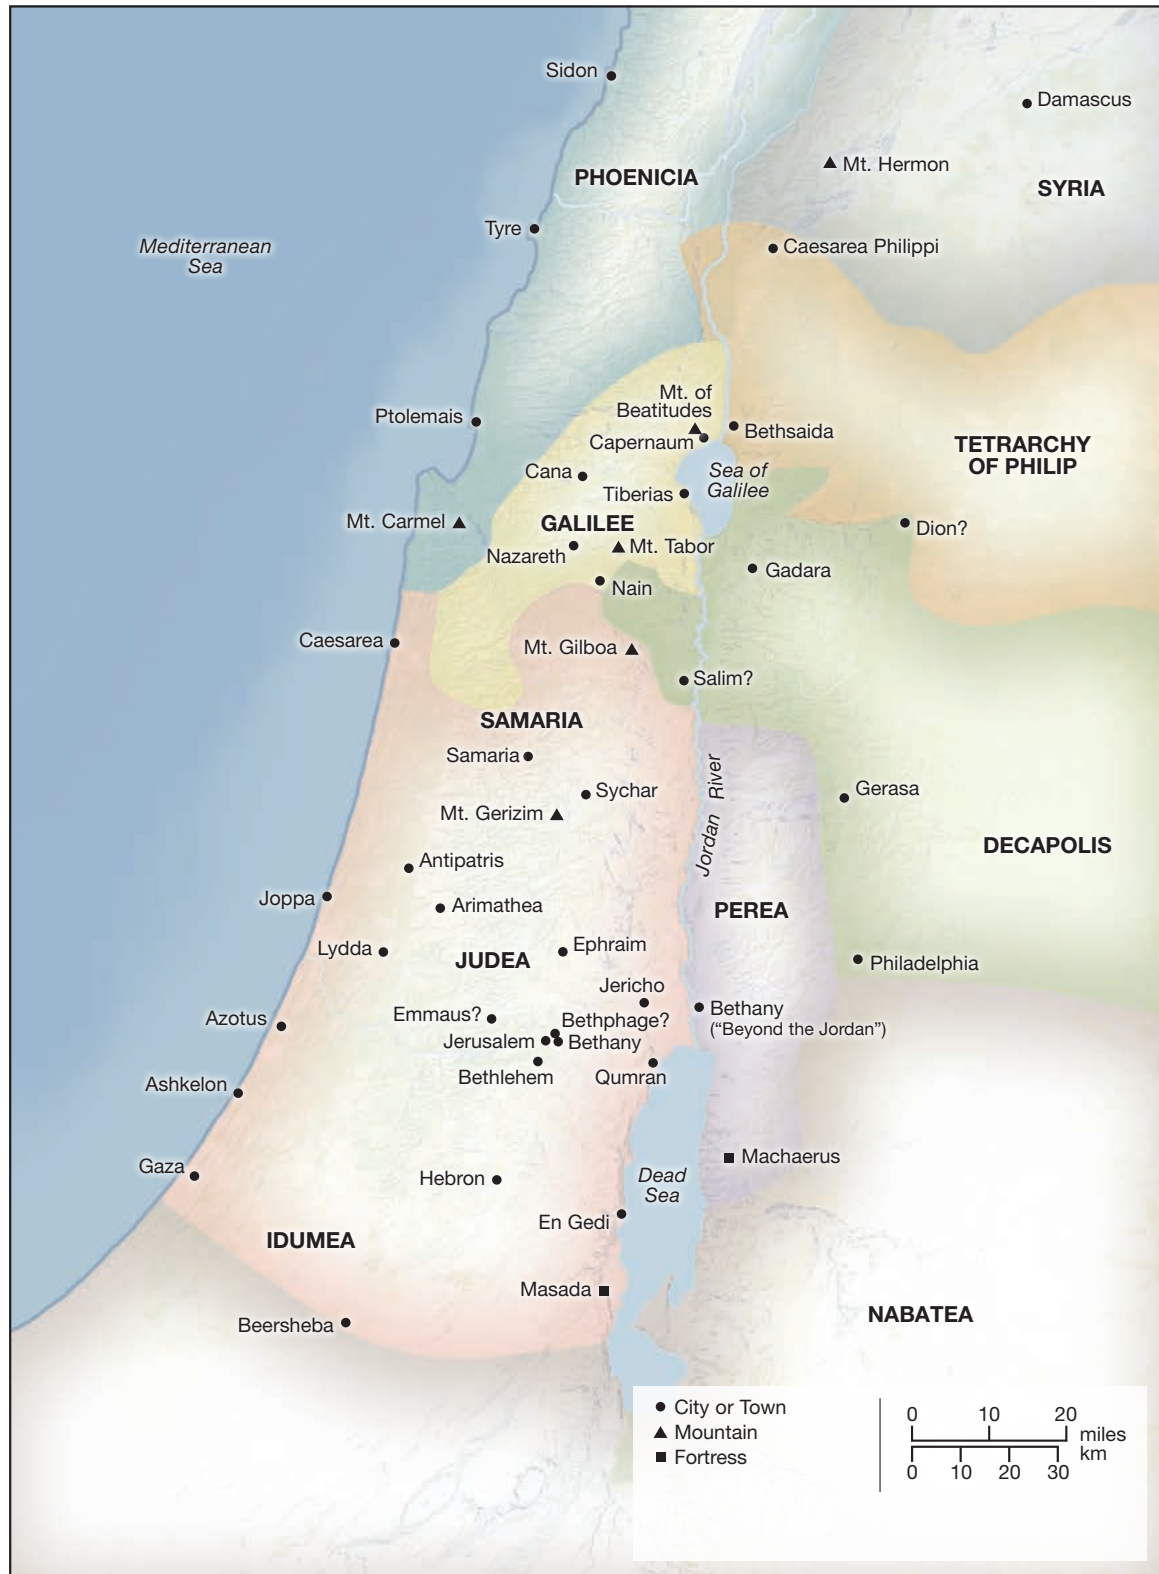 Sidon
Damascus
Mt. Hermon
PHOENICIA
SYRIA
Tyre
Mediterranean
Sea
Caesarea Philippi
Mt. of
Beatitudes
Ptolemais
Capernaum
Bethsaida
TETRARCHY
OF PHILIP
Cana
Sea of
Galilee
Tiberias
Mt. Carmel
GALILEE
Dion?
Nazareth
Mt. Tabor
Gadara
Nain
Caesarea
Mt. Gilboa
Salim?
SAMARIA
Samaria
Jordan River
Sychar
Gerasa
Mt. Gerizim
DECAPOLIS
Antipatris
Joppa
Arimathea
PEREA
Lydda
JUDEA
Ephraim
Philadelphia
Jericho
Emmaus?
Bethany
("Beyond the Jordan")
Azotus
Bethphage?
Jerusalem
Bethany
Bethlehem
Qumran
Ashkelon
Machaerus
Gaza
Hebron
Dead
Sea
En Gedi
IDUMEA
Masada
NABATEA
Beersheba
City or Town
Mountain
Fortress
0 10 20
miles
km
0 10 20 30